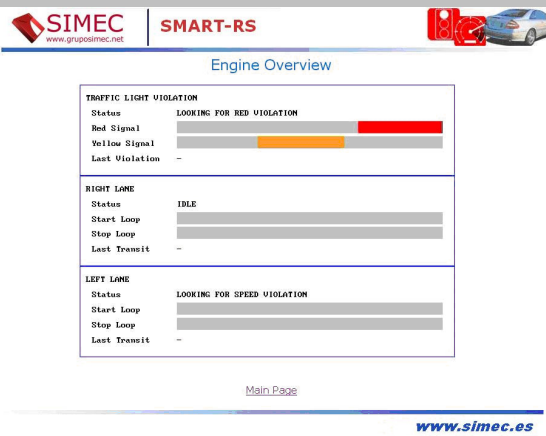 SIMEC
www.gruposimec.net
SMART-RS
Engine Overview
TRAFFIC LIGHT VIOLATION
Status LOOKING FOR RED VIOLATION
Red Signal
Yellow Signal
Last Violation -
RIGHT LANE
Status IDLE
Start Loop
Stop Loop
Last Transit -
LEFT LANE
Status LOOKING FOR SPEED VIOLATION
Start Loop
Stop Loop
Last Transit -
Main Page
www.simec.es